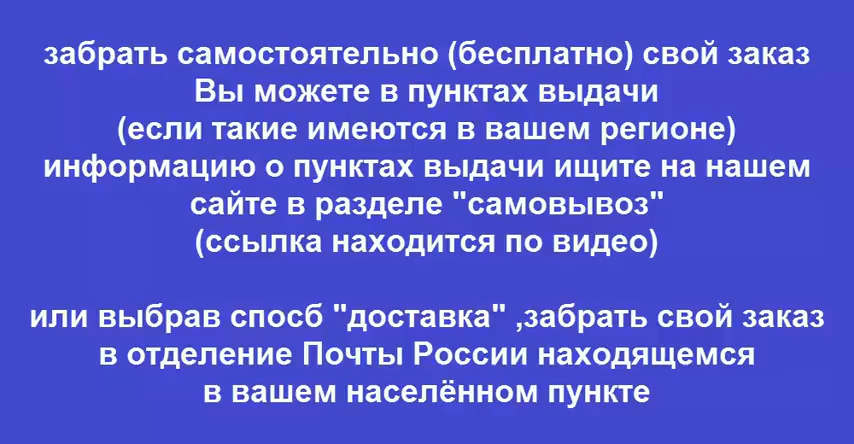 забрать самостоятельно (бесплатно) свой заказ
Вы можете в пунктах выдачи
(если такие имеются в вашем регионе)
информацию о пунктах выдачи ищите на нашем
сайте в разделе "самовывоз"
(ссылка находится по видео)
или выбрав спосб "доставка" ,забрать свой заказ
в отделение Почты России находящемся
в вашем населённом пункте